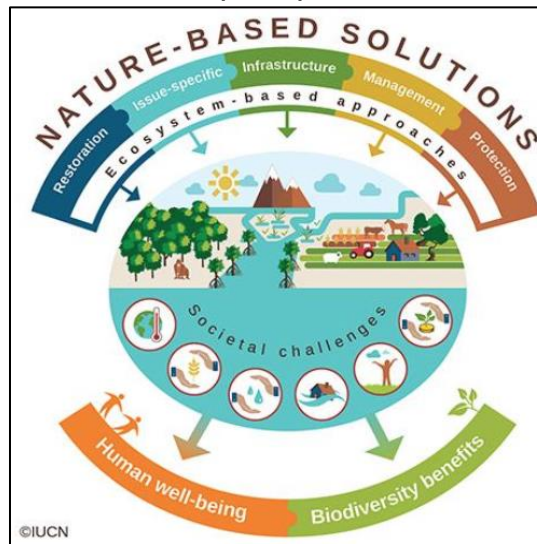 NATURE-BASED SOLUTIONS
Restoration
Issue-specific
Infrastructure
Management
Protection
Ecosystem-based approaches
Societal challenges
Human well-being
Biodiversity benefits
©IUCN